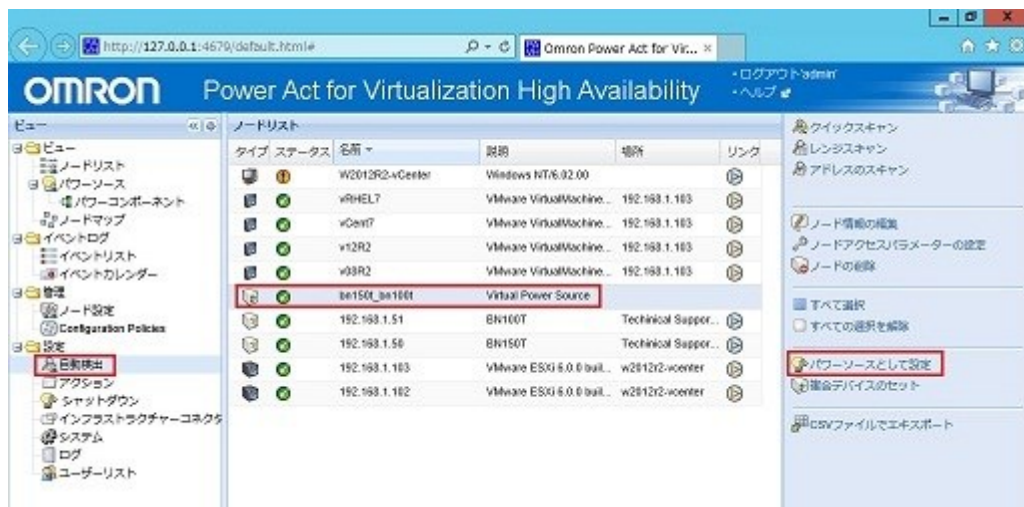 http://127.0.0.1:4679/default.html#
Omron Power Act for Vir...
OMRON
Power Act for Virtualization High Availability
・ログアウト'admin'
・ヘルプ
ビュー
ビュー
ノードリスト
パワーソース
パワーコンポーネント
ノードマップ
イベントログ
イベントリスト
イベントカレンダー
管理
ノード設定
Configuration Policies
設定
自動検出
アクション
シャットダウン
インフラストラクチャーコネクタ
システム
ログ
ユーザーリスト
ノードリスト
タイプ ステータス 名前 説明 場所 リンク
W2012R2-vCenter Windows NT/6.02.00
vRHEL7 VMware VirtualMachine... 192.168.1.103
vCent7 VMware VirtualMachine... 192.168.1.103
v12R2 VMware VirtualMachine... 192.168.1.103
v08R2 VMware VirtualMachine... 192.168.1.103
bn150t_bn100t Virtual Power Source
192.168.1.51 BN100T Techinical Suppor...
192.168.1.50 BN150T Techinical Suppor...
192.168.1.103 VMware ESXi 6.0.0 buil... w2012r2-vcenter
192.168.1.102 VMware ESXi 6.0.0 buil... w2012r2-vcenter
クイックスキャン
レンジスキャン
アドレスのスキャン
ノード情報の編集
ノードアクセスパラメーターの設定
ノードの削除
すべて選択
すべての選択を解除
パワーソースとして設定
複合デバイスのセット
CSVファイルでエキスポート